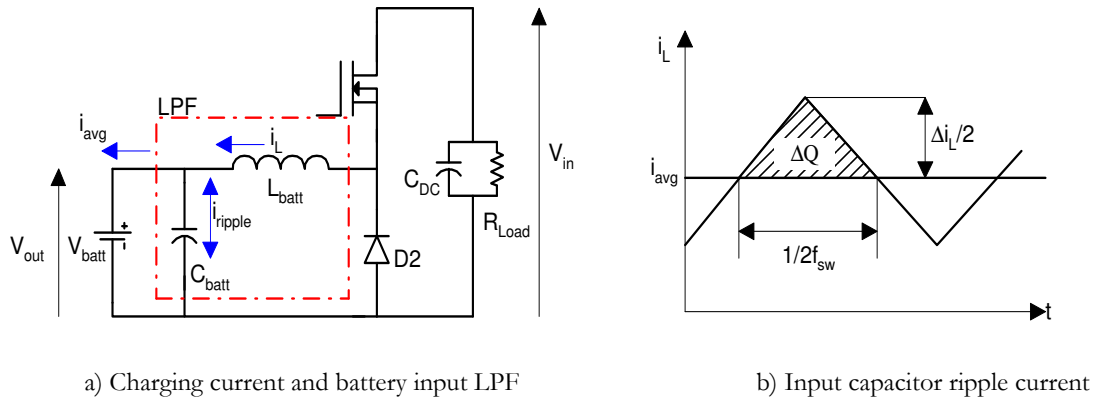 LPF
i_avg
i_L
L_batt
i_ripple
V_out
V_batt
+
-
C_batt
D2
C_DC
R_Load
V_in
a) Charging current and battery input LPF
i_L
i_avg
ΔQ
Δi_L/2
1/2f_sw
t
b) Input capacitor ripple current